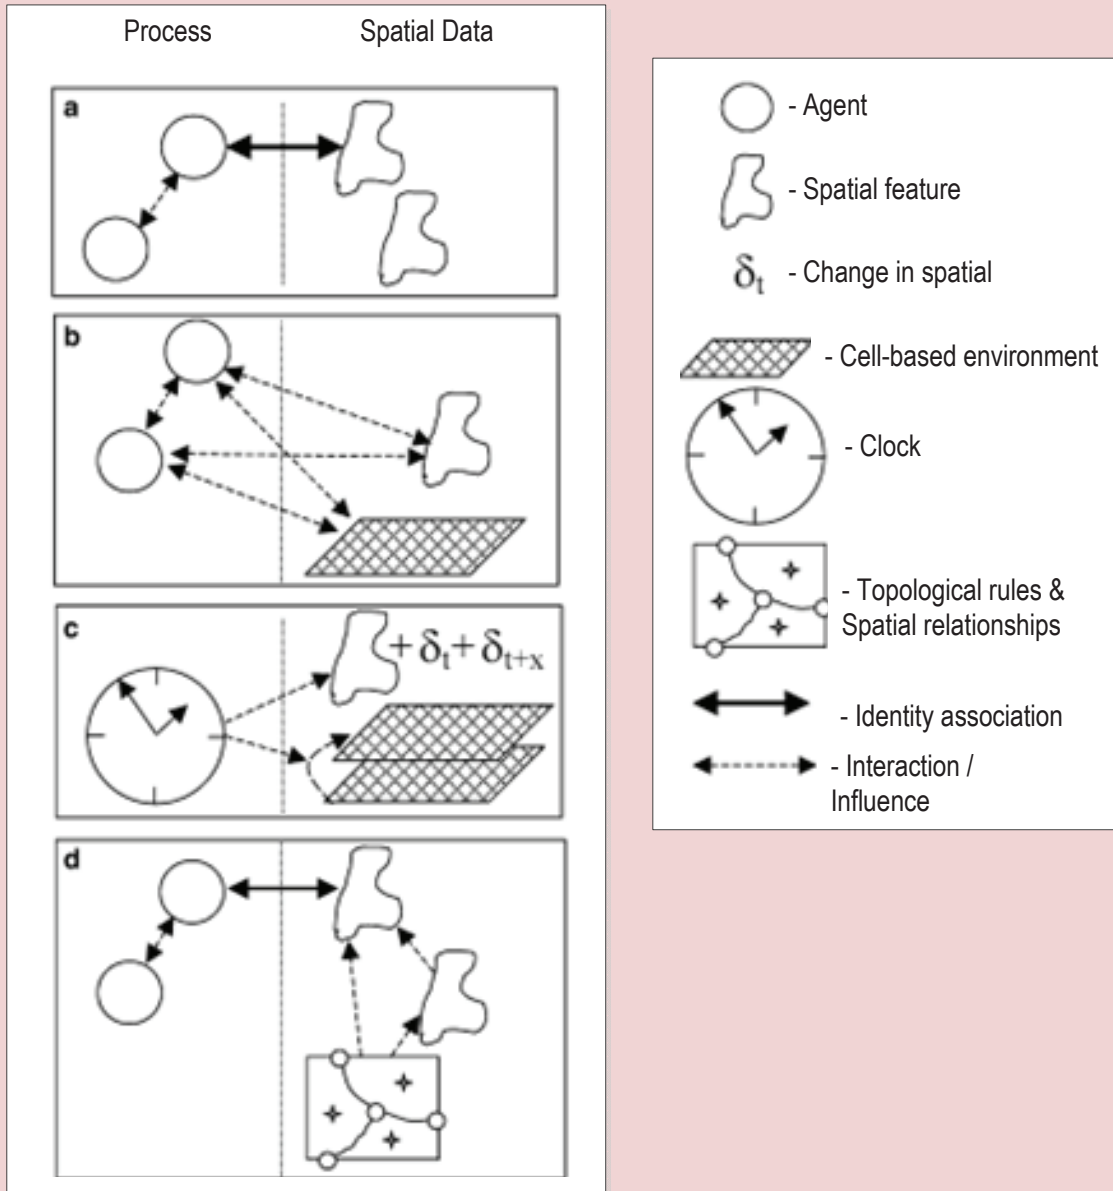 Process Spatial Data
a
b
c
+ δt + δt+x
d
- Agent
- Spatial feature
δt - Change in spatial
- Cell-based environment
- Clock
- Topological rules &
Spatial relationships
- Identity association
- Interaction /
Influence